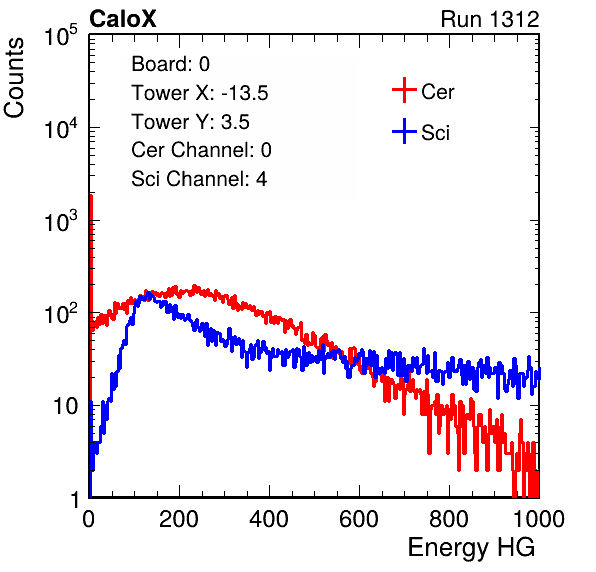 CaloX Run 1312
Board: 0
Tower X: -13.5
Tower Y: 3.5
Cer Channel: 0
Sci Channel: 4
Cer
Sci
Counts
10^5
10^4
10^3
10^2
10
1
0 200 400 600 800 1000
Energy HG